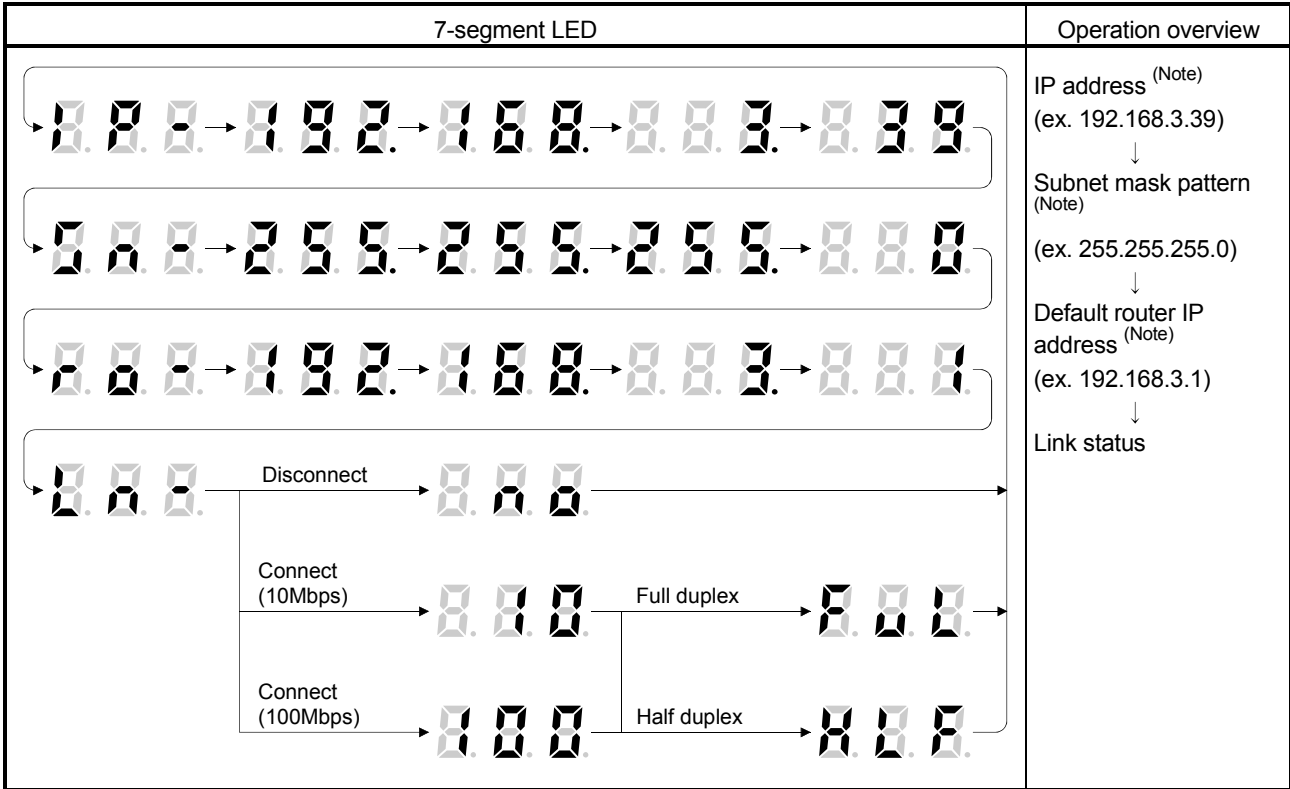 7-segment LED
Operation overview
IP- 192. 168. 3. 39
IP address (Note)
(ex. 192.168.3.39)
↓
Sn- 255. 255. 255. 0
Subnet mask pattern
(Note)
(ex. 255.255.255.0)
↓
ro- 192. 168. 3. 1
Default router IP
address (Note)
(ex. 192.168.3.1)
↓
Link status
Ln-
Disconnect
no
Connect
(10Mbps)
10
Full duplex
FuL
Connect
(100Mbps)
100
Half duplex
HLF